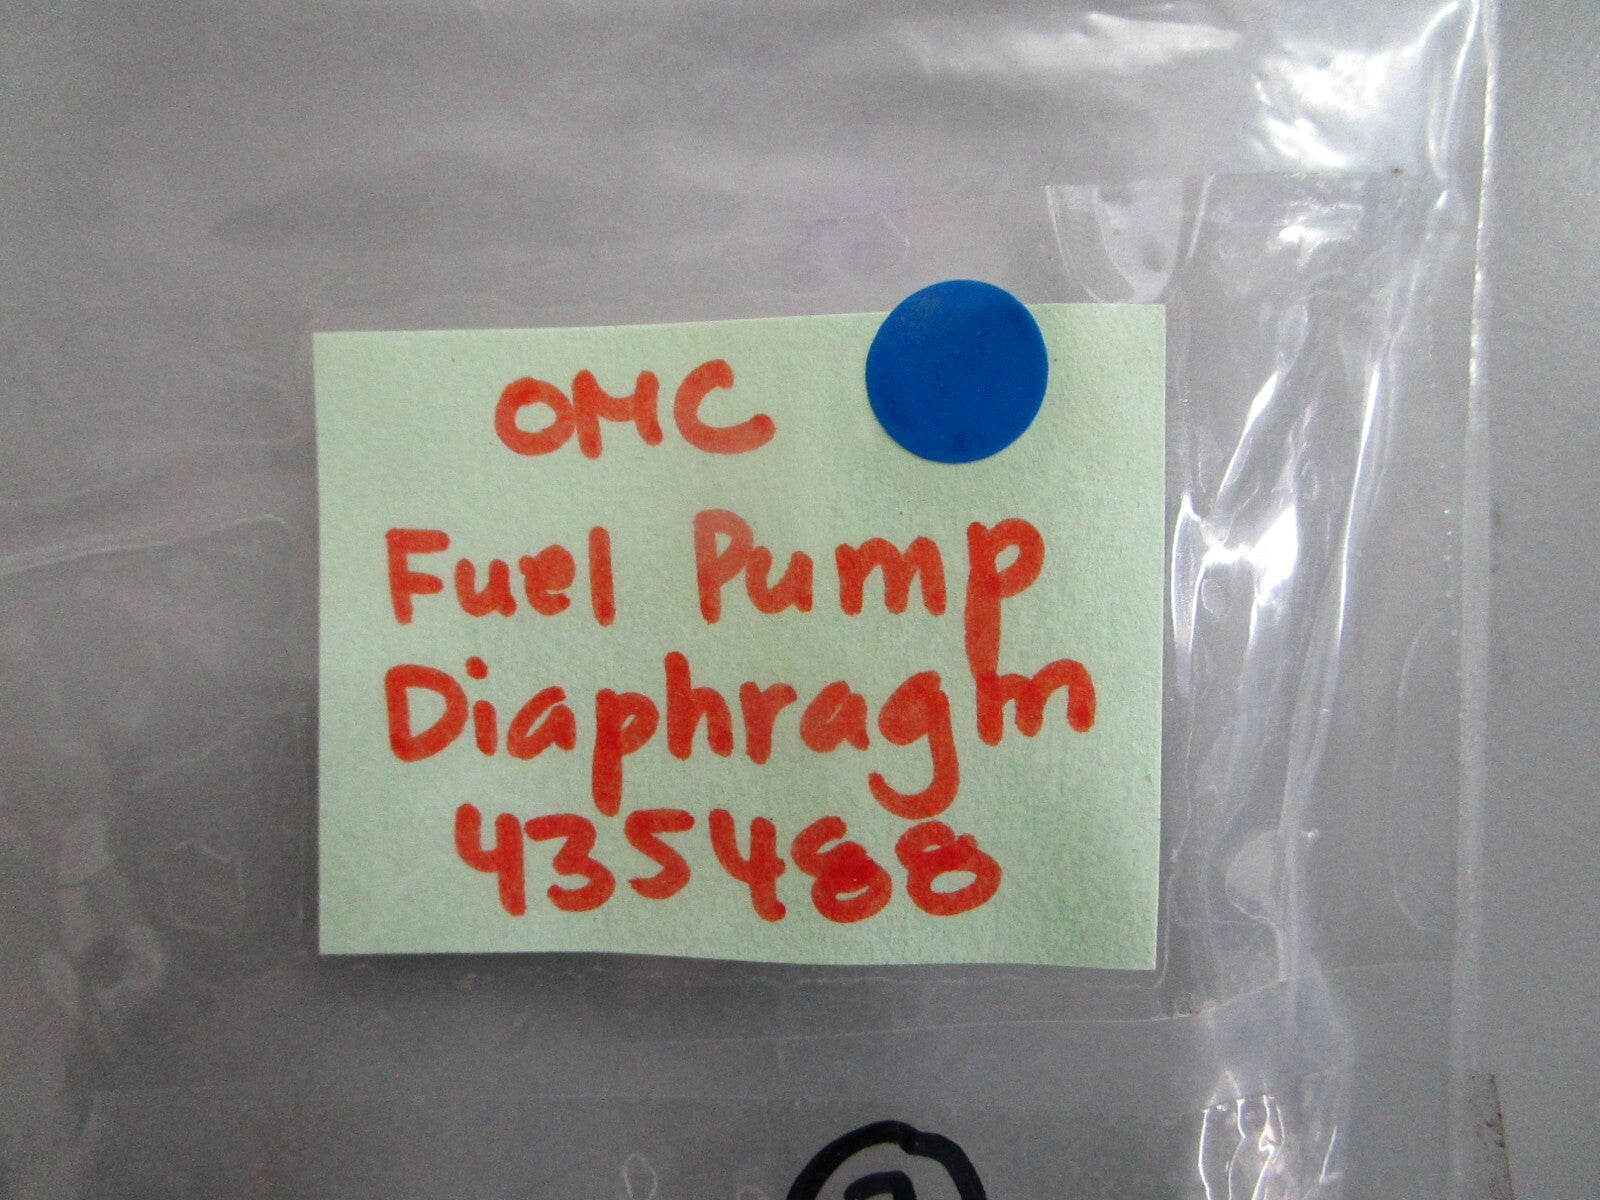 OMC
Fuel Pump
Diaphragm
435488